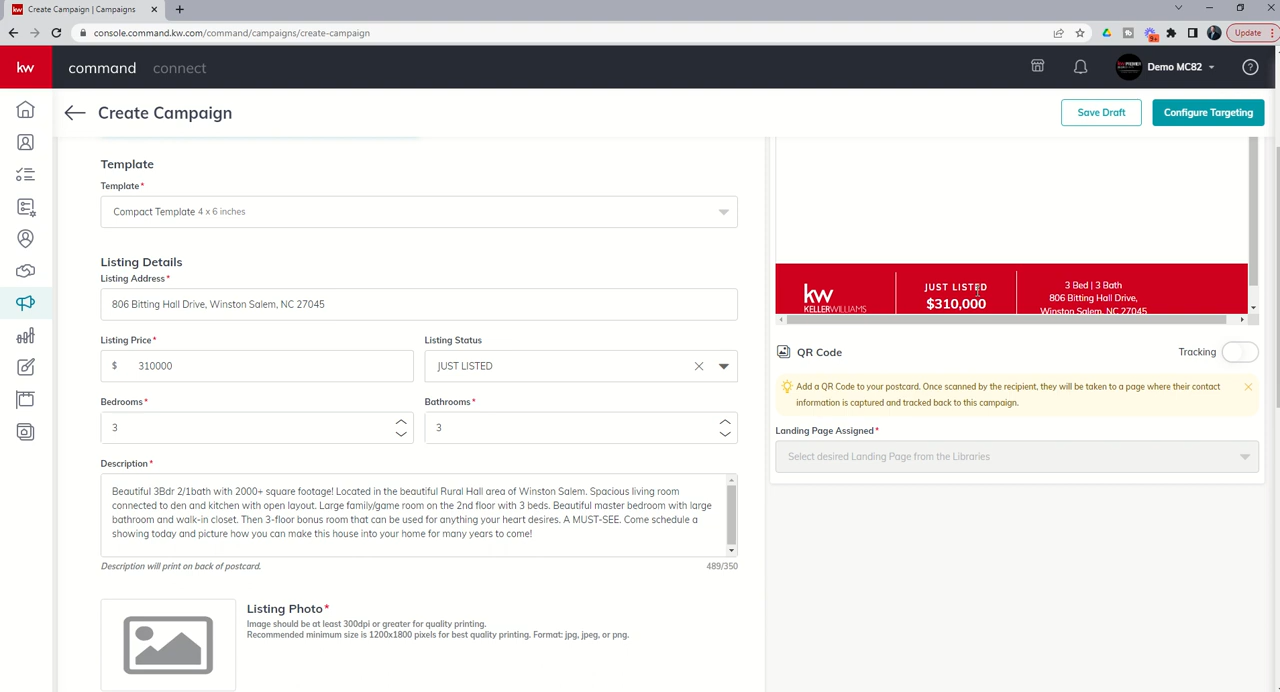 Create Campaign | Campaigns
console.command.kw.com/command/campaigns/create-campaign
Update
9+
kw
command connect
Demo MC82
Create Campaign
Save Draft
Configure Targeting
Template
Template*
Compact Template 4 x 6 inches
Listing Details
Listing Address*
806 Bitting Hall Drive, Winston Salem, NC 27045
Listing Price*
Listing Status
$ 310000
JUST LISTED
Bedrooms*
Bathrooms*
3
3
Description*
Beautiful 3Bdr 2/1bath with 2000+ square footage! Located in the beautiful Rural Hall area of Winston Salem. Spacious living room
connected to den and kitchen with open layout. Large family/game room on the 2nd floor with 3 beds. Beautiful master bedroom with large
bathroom and walk-in closet. Then 3-floor bonus room that can be used for anything your heart desires. A MUST-SEE. Come schedule a
showing today and picture how you can make this house into your home for many years to come!
Description will print on back of postcard.
489/350
Listing Photo*
Image should be at least 300dpi or greater for quality printing.
Recommended minimum size is 1200x1800 pixels for best quality printing. Format: jpg, jpeg, or png.
kw
KELLERWILLIAMS
JUST LISTED
$310,000
3 Bed | 3 Bath
806 Bitting Hall Drive,
Winston Salem, NC 27045
QR Code
Tracking
Add a QR Code to your postcard. Once scanned by the recipient, they will be taken to a page where their contact
information is captured and tracked back to this campaign.
Landing Page Assigned*
Select desired Landing Page from the Libraries